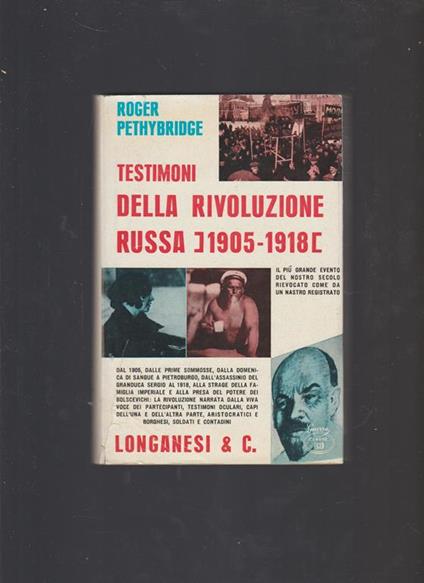 ROGER
PETHYBRIDGE
TESTIMONI
DELLA RIVOLUZIONE
RUSSA ]1905-1918[
IL PIÚ GRANDE EVENTO
DEL NOSTRO SECOLO
RIEVOCATO COME DA
UN NASTRO REGISTRATO
DAL 1905, DALLE PRIME SOMMOSSE, DALLA DOMENI-
CA DI SANGUE A PIETROBURGO, DALL'ASSASSINIO DEL
GRANDUCA SERGIO AL 1918, ALLA STRAGE DELLA FA-
MIGLIA IMPERIALE E ALLA PRESA DEL POTERE DEI
BOLSCEVICHI: LA RIVOLUZIONE NARRATA DALLA VIVA
VOCE DEI PARTECIPANTI, TESTIMONI OCULARI, CAPI
DELL'UNA E DELL'ALTRA PARTE, ARISTOCRATICI E
BORGHESI, SOLDATI E CONTADINI
LONGANESI & C.